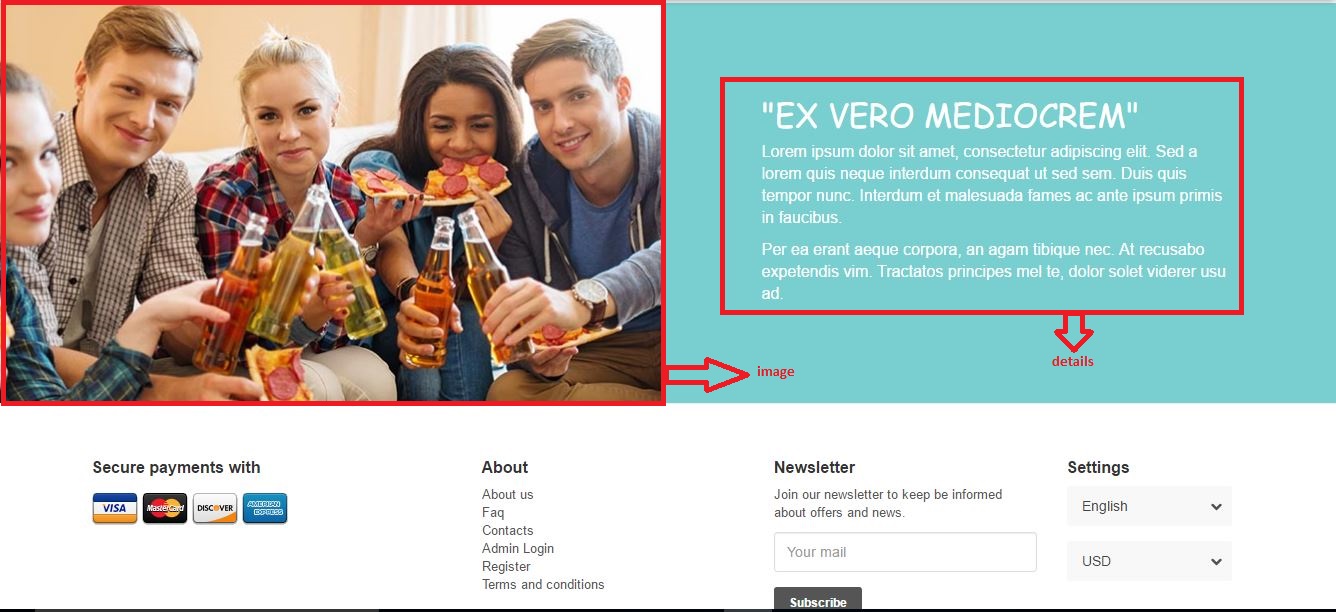 "EX VERO MEDIOCREM"
Lorem ipsum dolor sit amet, consectetur adipiscing elit. Sed a
lorem quis neque interdum consequat ut sed sem. Duis quis
tempor nunc. Interdum et malesuada fames ac ante ipsum primis
in faucibus.
Per ea erant aeque corpora, an agam tibique nec. At recusabo
expetendis vim. Tractatos principes mel te, dolor solet viderer usu
ad.
details
image
Secure payments with
VISA MasterCard DISCOVER AMERICAN EXPRESS
About
About us
Faq
Contacts
Admin Login
Register
Terms and conditions
Newsletter
Join our newsletter to keep be informed
about offers and news.
Your mail
Subscribe
Settings
English
USD